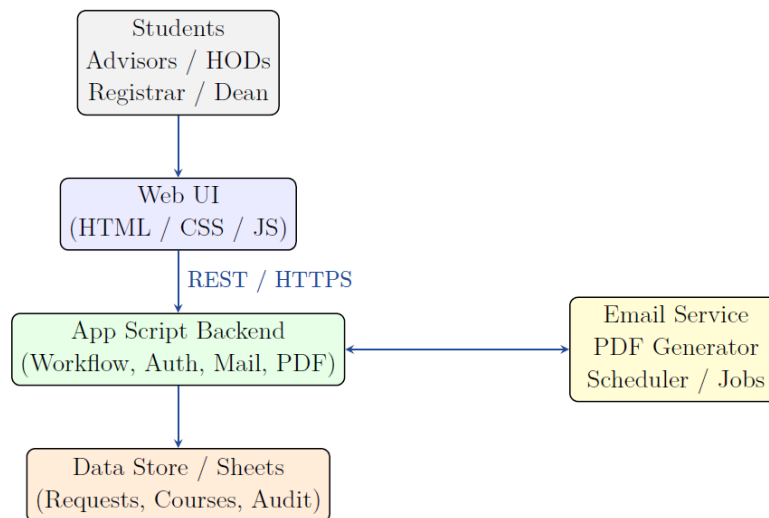 Students
Advisors / HODs
Registrar / Dean
Web UI
(HTML / CSS / JS)
REST / HTTPS
App Script Backend
(Workflow, Auth, Mail, PDF)
Email Service
PDF Generator
Scheduler / Jobs
Data Store / Sheets
(Requests, Courses, Audit)